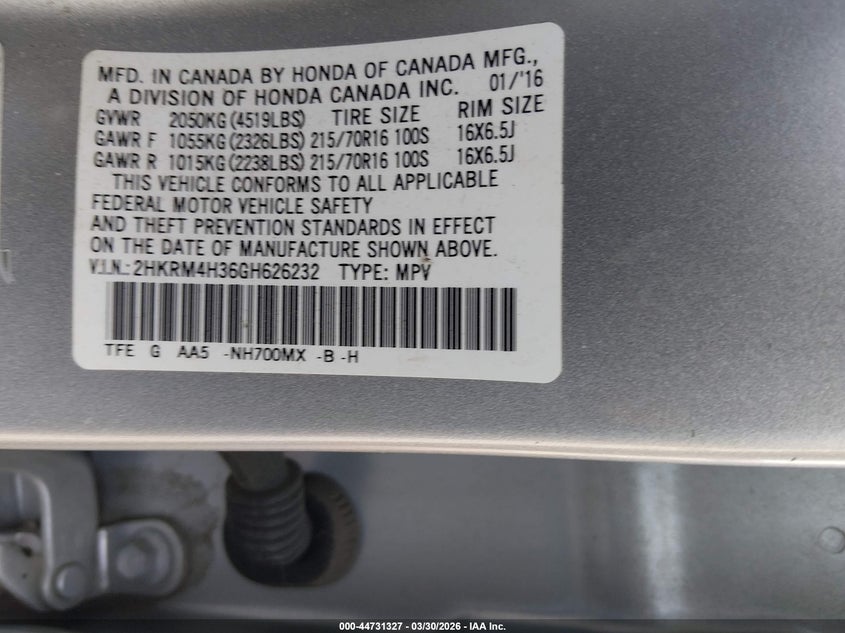 MFD. IN CANADA BY HONDA OF CANADA MFG.,
A DIVISION OF HONDA CANADA INC. 01/'16
GVWR 2050KG(4519LBS) TIRE SIZE RIM SIZE
GAWR F 1055KG(2326LBS) 215/70R16 100S 16X6.5J
GAWR R 1015KG(2238LBS) 215/70R16 100S 16X6.5J
THIS VEHICLE CONFORMS TO ALL APPLICABLE
FEDERAL MOTOR VEHICLE SAFETY
AND THEFT PREVENTION STANDARDS IN EFFECT
ON THE DATE OF MANUFACTURE SHOWN ABOVE.
V.I.N.: 2HKRM4H36GH626232 TYPE: MPV
TFE G AA5 -NH700MX -B -H
000-44731327 - 03/30/2026 - IAA Inc.